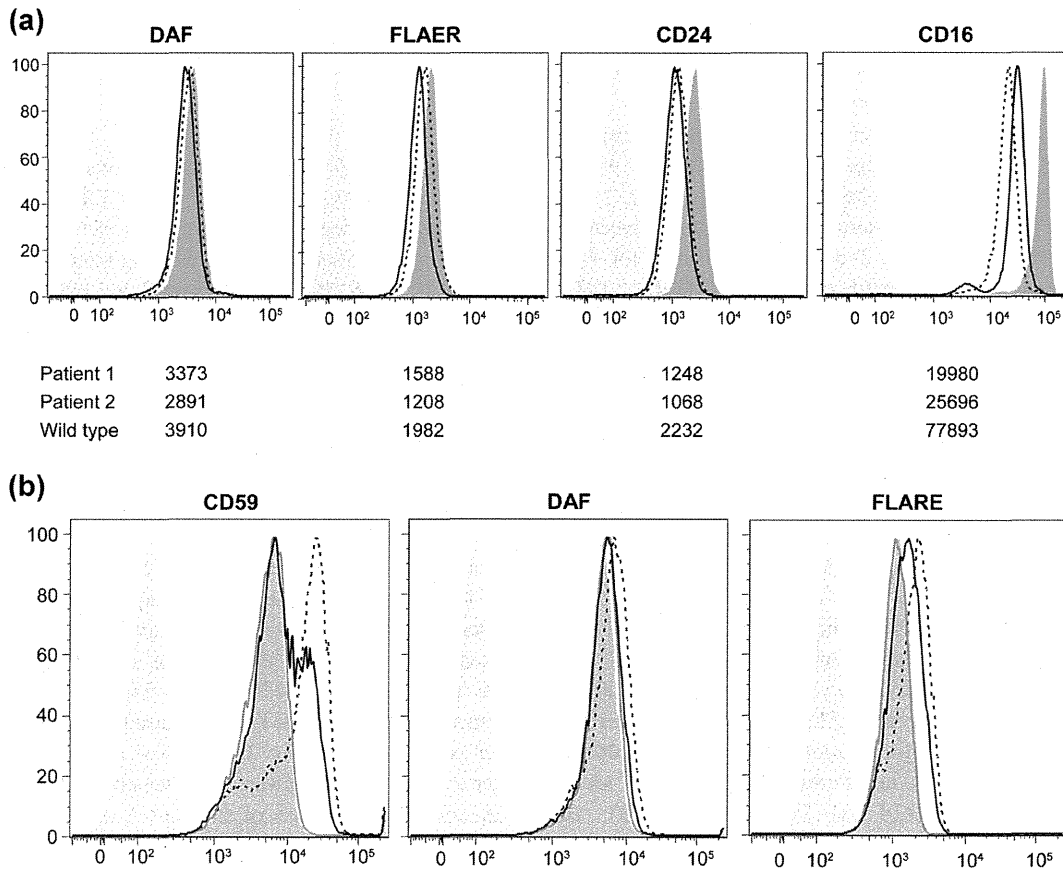 (a)
DAF FLAER CD24 CD16
100
80
60
40
20
0
0 10² 10³ 10⁴ 10⁵ 0 10² 10³ 10⁴ 10⁵ 0 10² 10³ 10⁴ 10⁵ 0 10² 10³ 10⁴ 10⁵
Patient 1 3373 1588 1248 19980
Patient 2 2891 1208 1068 25696
Wild type 3910 1982 2232 77893
(b)
CD59 DAF FLARE
100
80
60
40
20
0
0 10² 10³ 10⁴ 10⁵ 0 10² 10³ 10⁴ 10⁵ 0 10² 10³ 10⁴ 10⁵